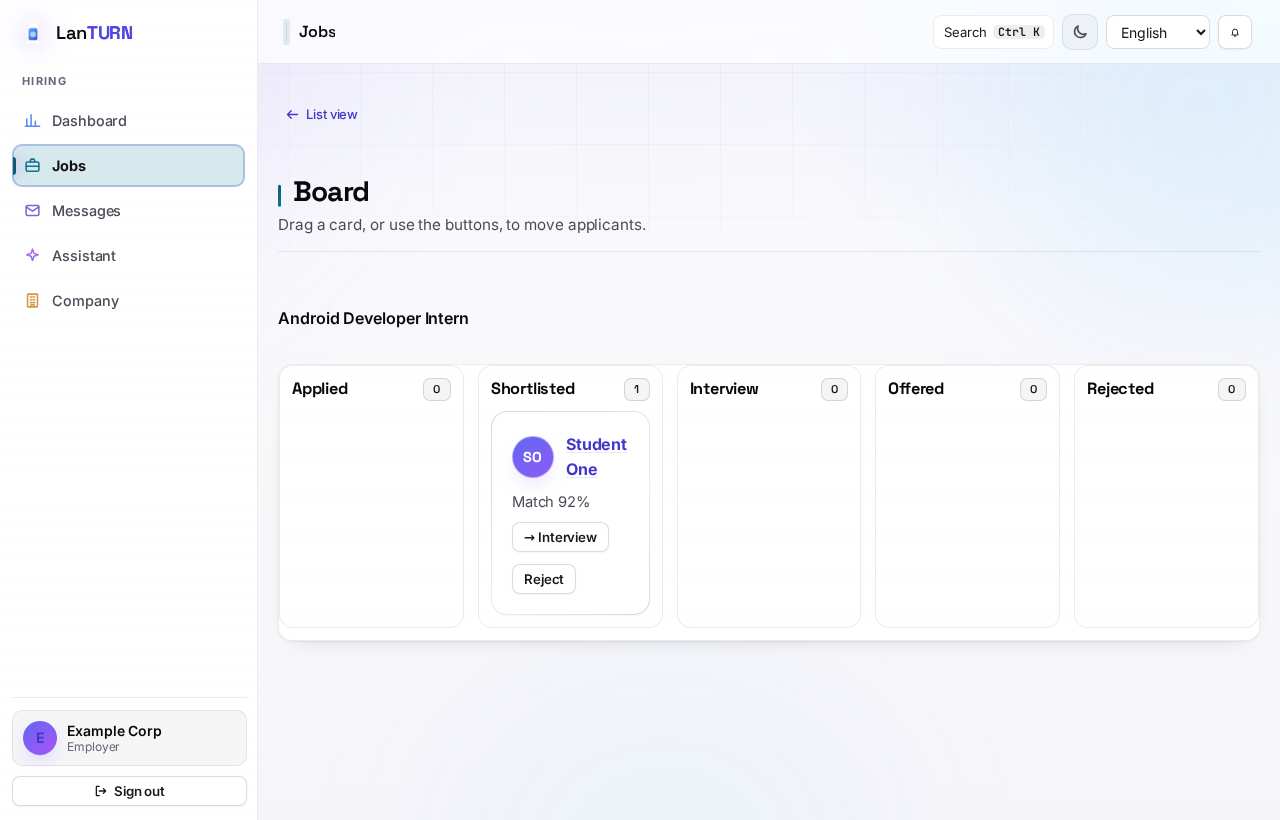 LanTURN
HIRING
Dashboard
Jobs
Messages
Assistant
Company
Example Corp
E
Employer
Sign out
Jobs
Search Ctrl K
English
← List view
Board
Drag a card, or use the buttons, to move applicants.
Android Developer Intern
Applied 0
Shortlisted 1
Interview 0
Offered 0
Rejected 0
SO
Student
One
Match 92%
→ Interview
Reject